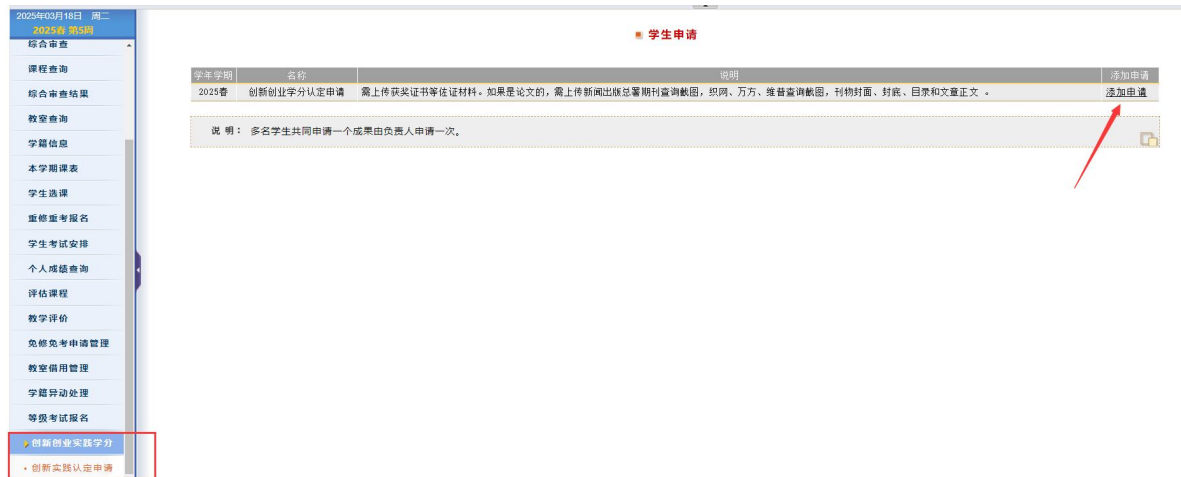 2025年03月18日 周二
2025春 第5周
综合审查
课程查询
综合审查结果
教室查询
学籍信息
本学期课表
学生选课
重修重考报名
学生考试安排
个人成绩查询
评估课程
教学评价
免修免考申请管理
教室借用管理
学籍异动处理
等级考试报名
创新创业实践学分
创新实践认定申请
学生申请
学年学期 名称 说明 添加申请
2025春 创新创业学分认定申请 需上传获奖证书等佐证材料。如果是论文的，需上传新闻出版总署期刊查询截图，织网、万方、维普查询截图，刊物封面、封底、目录和文章正文 。 添加申请
说 明： 多名学生共同申请一个成果由负责人申请一次。